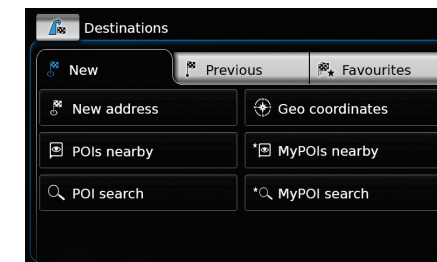 Destinations
New Previous Favourites
New address Geo coordinates
POIs nearby MyPOIs nearby
POI search MyPOI search